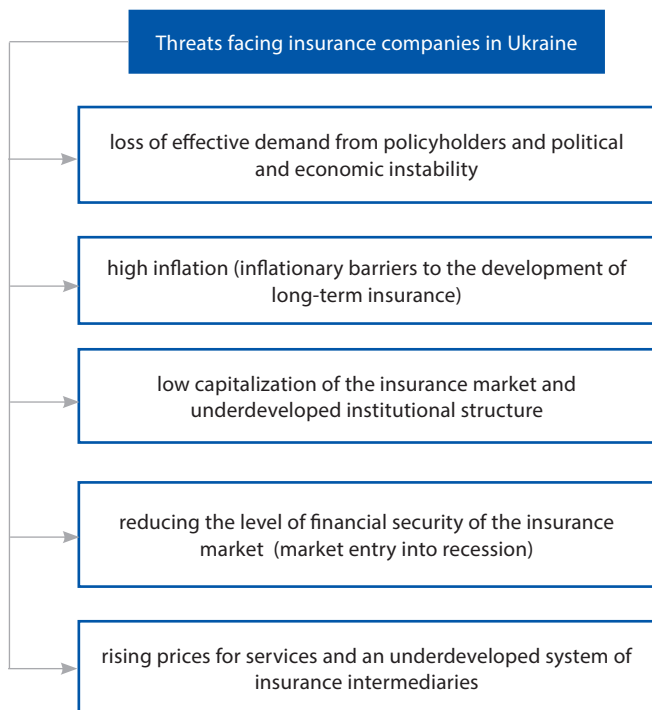 Threats facing insurance companies in Ukraine
loss of effective demand from policyholders and political
and economic instability
high inflation (inflationary barriers to the development of
long-term insurance)
low capitalization of the insurance market and
underdeveloped institutional structure
reducing the level of financial security of the insurance
market (market entry into recession)
rising prices for services and an underdeveloped system of
insurance intermediaries